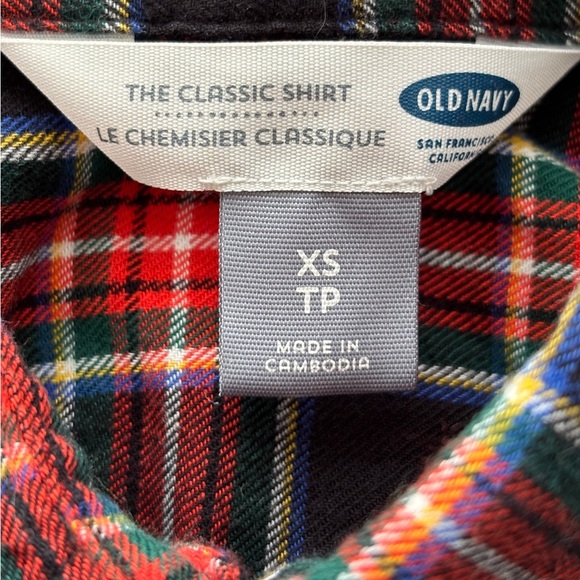 THE CLASSIC SHIRT
LE CHEMISIER CLASSIQUE
OLD NAVY
SAN FRANCISCO
CALIFORNIA
XS
TP
MADE IN
CAMBODIA